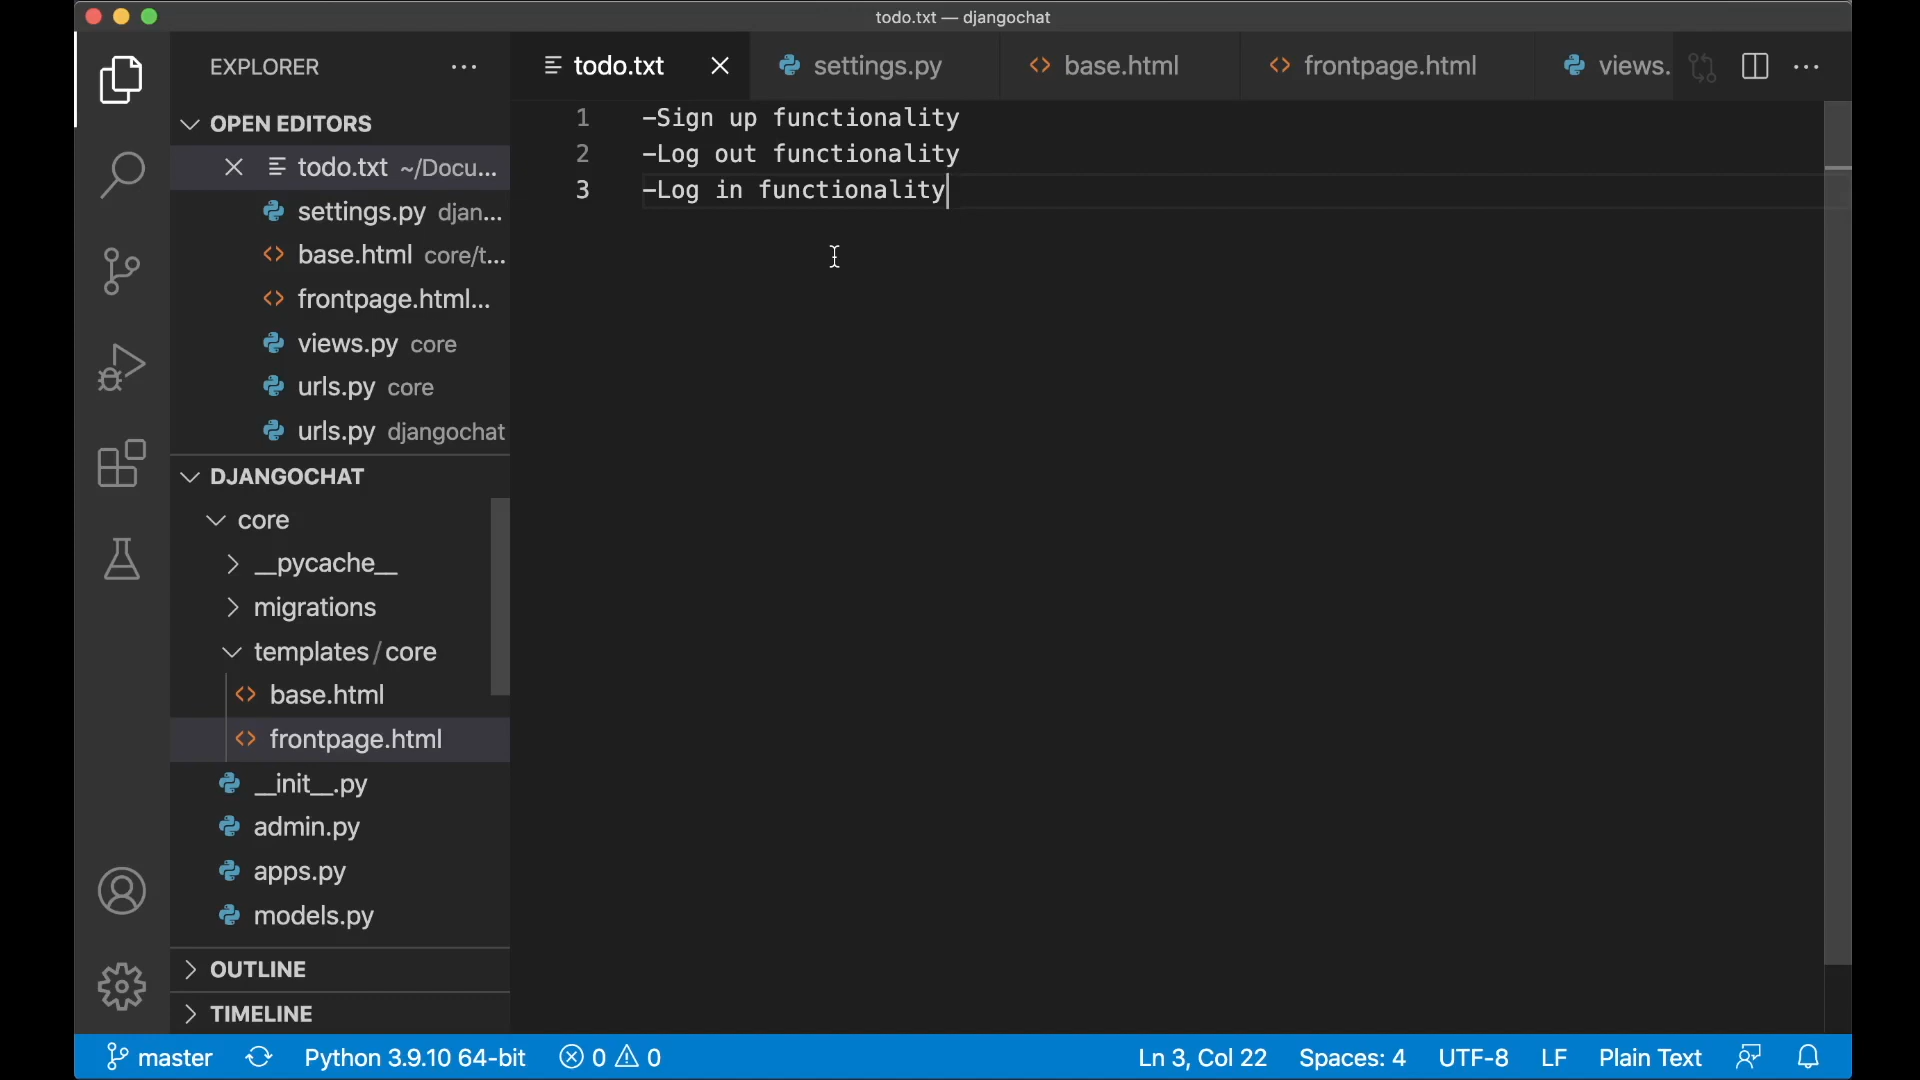 todo.txt — djangochat
EXPLORER
todo.txt
settings.py
base.html
frontpage.html
views.
OPEN EDITORS
todo.txt ~/Docu...
settings.py djan...
base.html core/t...
frontpage.html...
views.py core
urls.py core
urls.py djangochat
DJANGOCHAT
core
__pycache__
migrations
templates/core
base.html
frontpage.html
__init__.py
admin.py
apps.py
models.py
OUTLINE
TIMELINE
1 -Sign up functionality
2 -Log out functionality
3 -Log in functionality
master
Python 3.9.10 64-bit
0 0
Ln 3, Col 22
Spaces: 4
UTF-8
LF
Plain Text